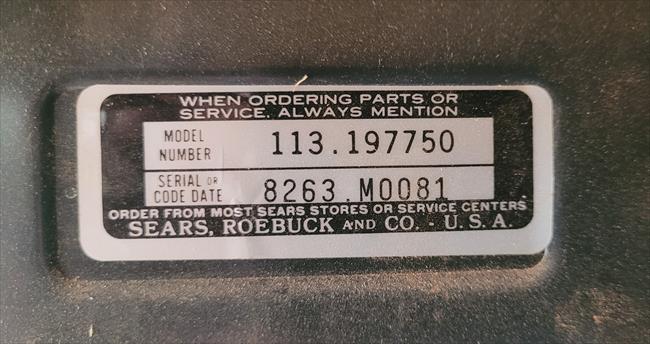 WHEN ORDERING PARTS OR
SERVICE, ALWAYS MENTION
MODEL
NUMBER
113.197750
SERIAL OR
CODE DATE
8263.M0081
ORDER FROM MOST SEARS STORES OR SERVICE CENTERS
SEARS, ROEBUCK AND CO. - U.S.A.